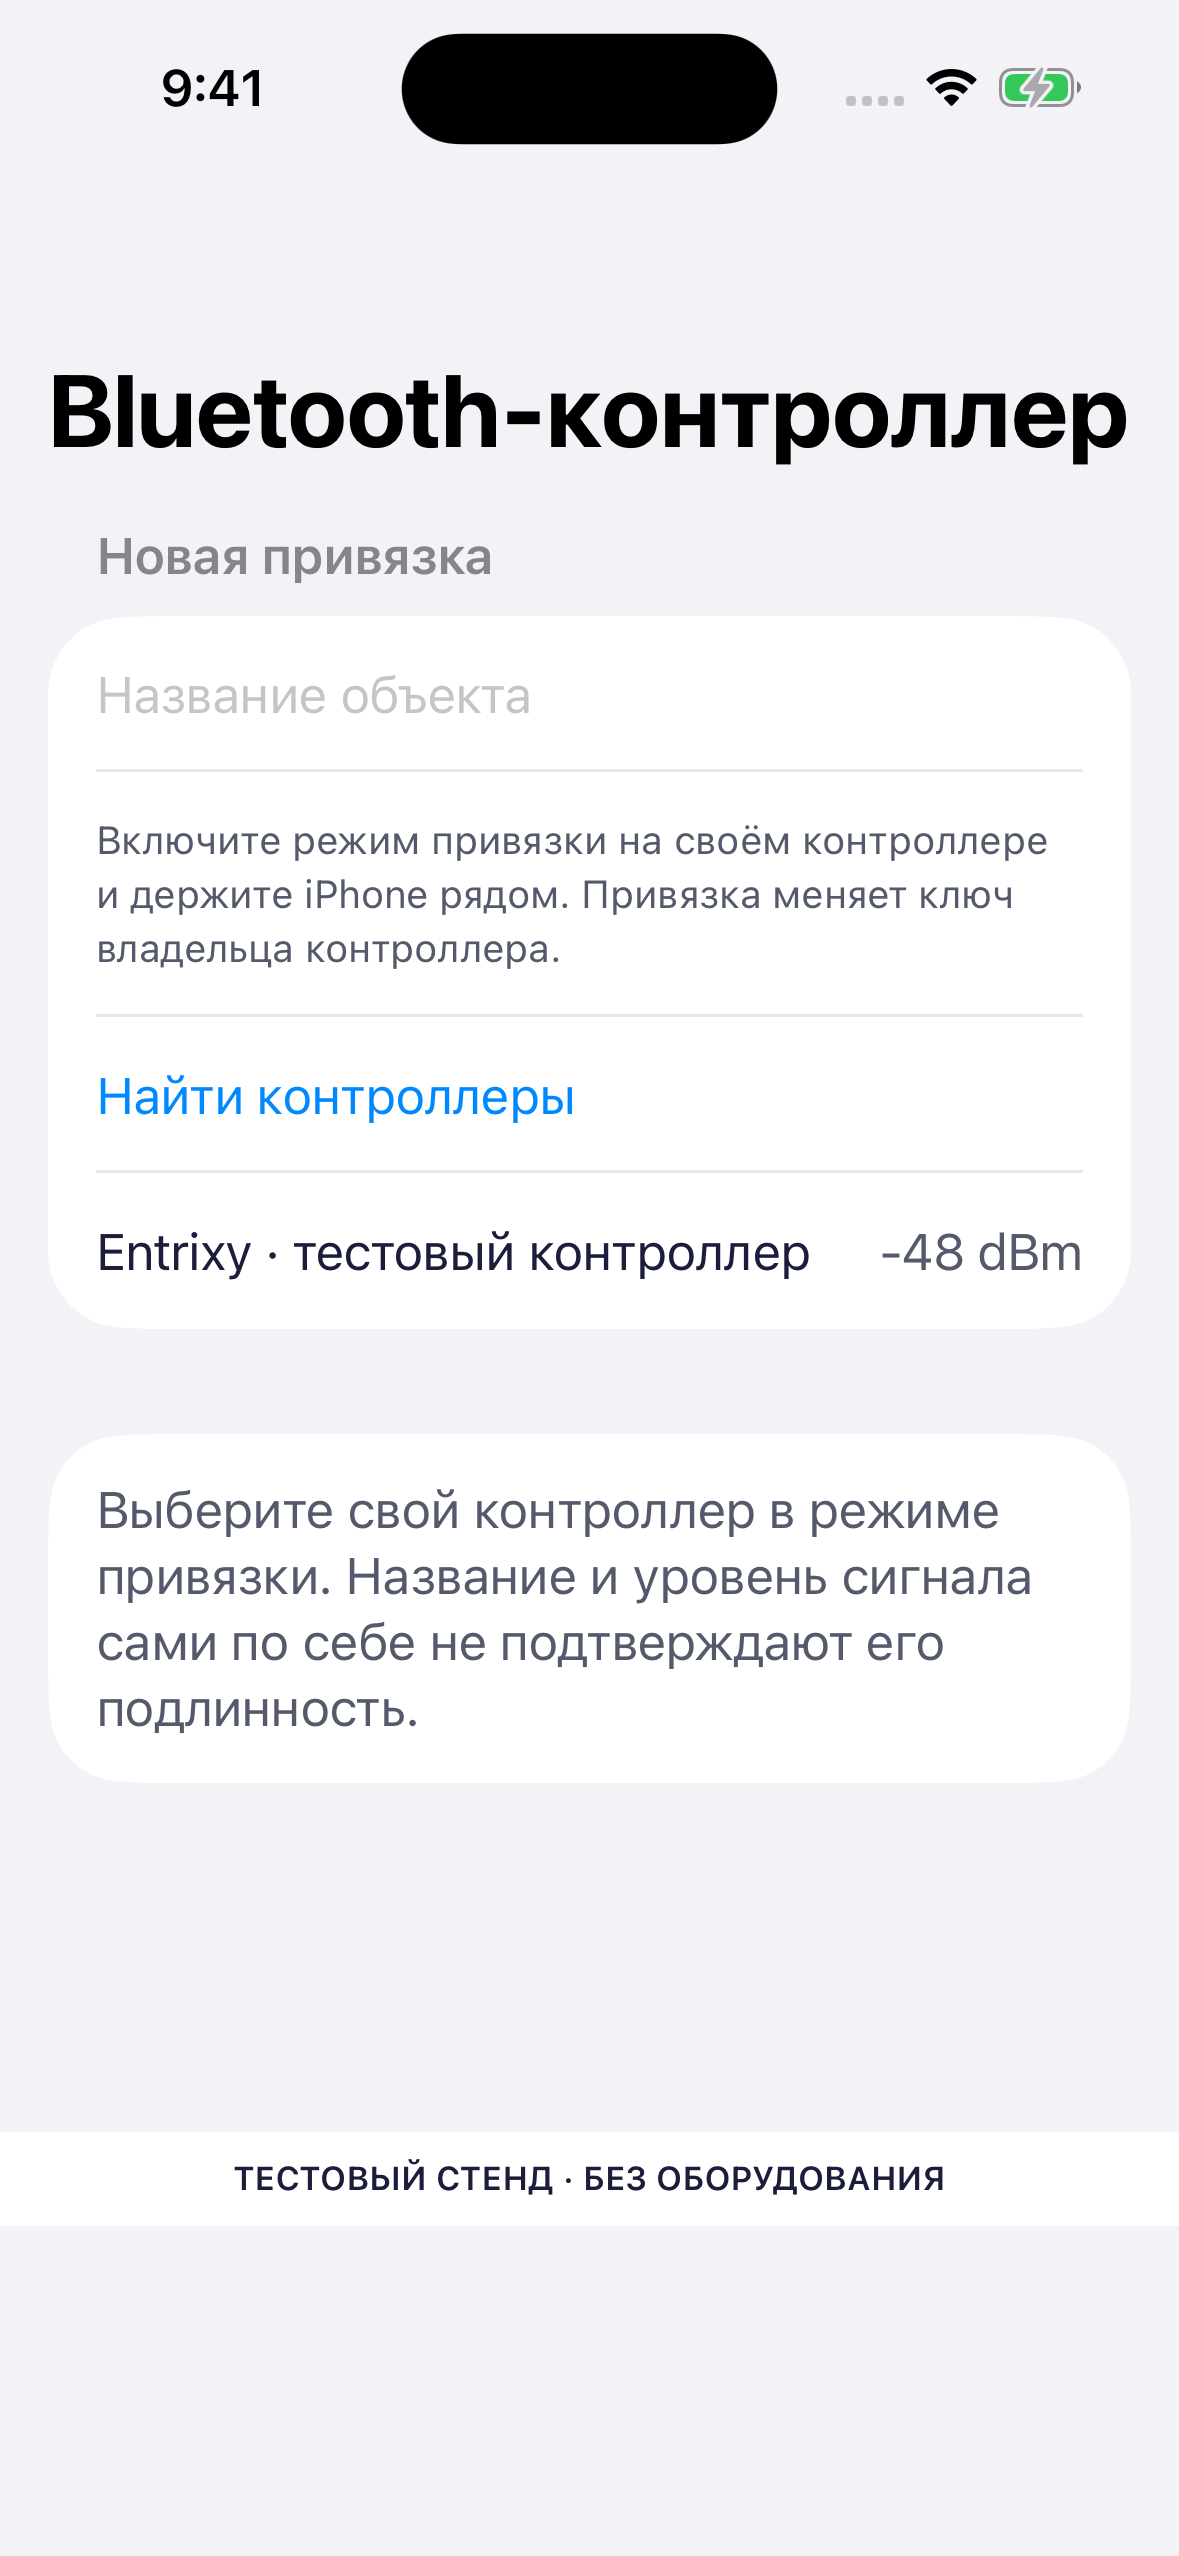 9:41
Bluetooth-контроллер
Новая привязка
Название объекта
Включите режим привязки на своём контроллере
и держите iPhone рядом. Привязка меняет ключ
владельца контроллера.
Найти контроллеры
Entrixy · тестовый контроллер -48 dBm
Выберите свой контроллер в режиме
привязки. Название и уровень сигнала
сами по себе не подтверждают его
подлинность.
ТЕСТОВЫЙ СТЕНД · БЕЗ ОБОРУДОВАНИЯ